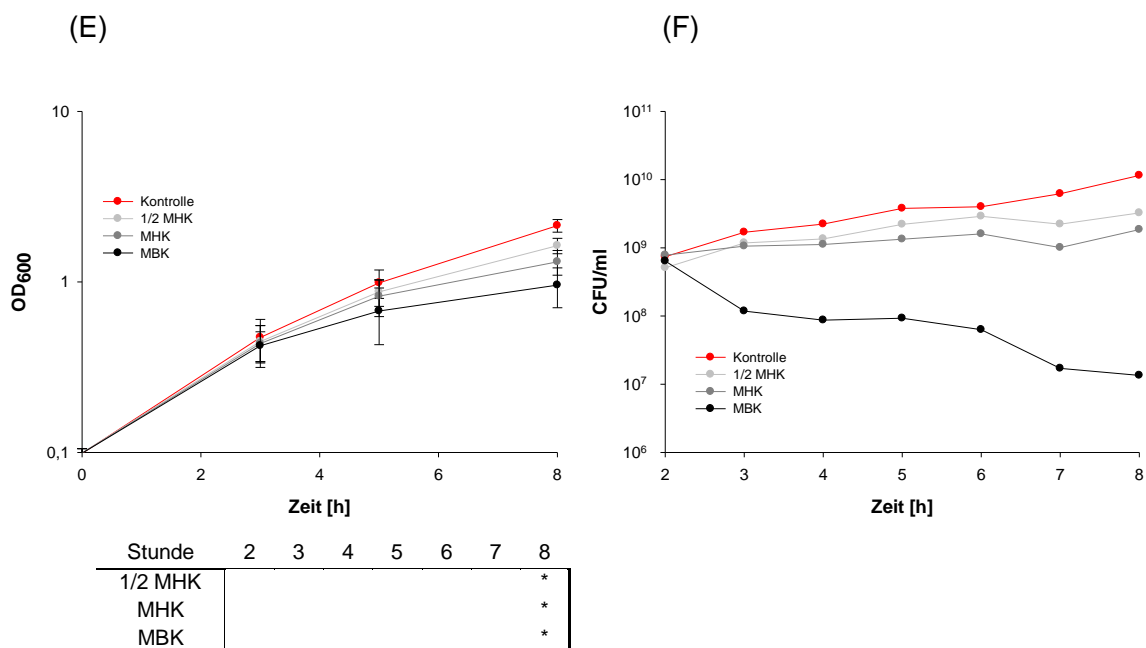 (E)
10
1
0,1
OD600
Kontrolle
1/2 MHK
MHK
MBK
0 2 4 6 8
Zeit [h]
(F)
10¹¹
10¹⁰
10⁹
10⁸
10⁷
10⁶
CFU/ml
Kontrolle
1/2 MHK
MHK
MBK
2 3 4 5 6 7 8
Zeit [h]
Stunde 2 3 4 5 6 7 8
1/2 MHK *
MHK *
MBK *